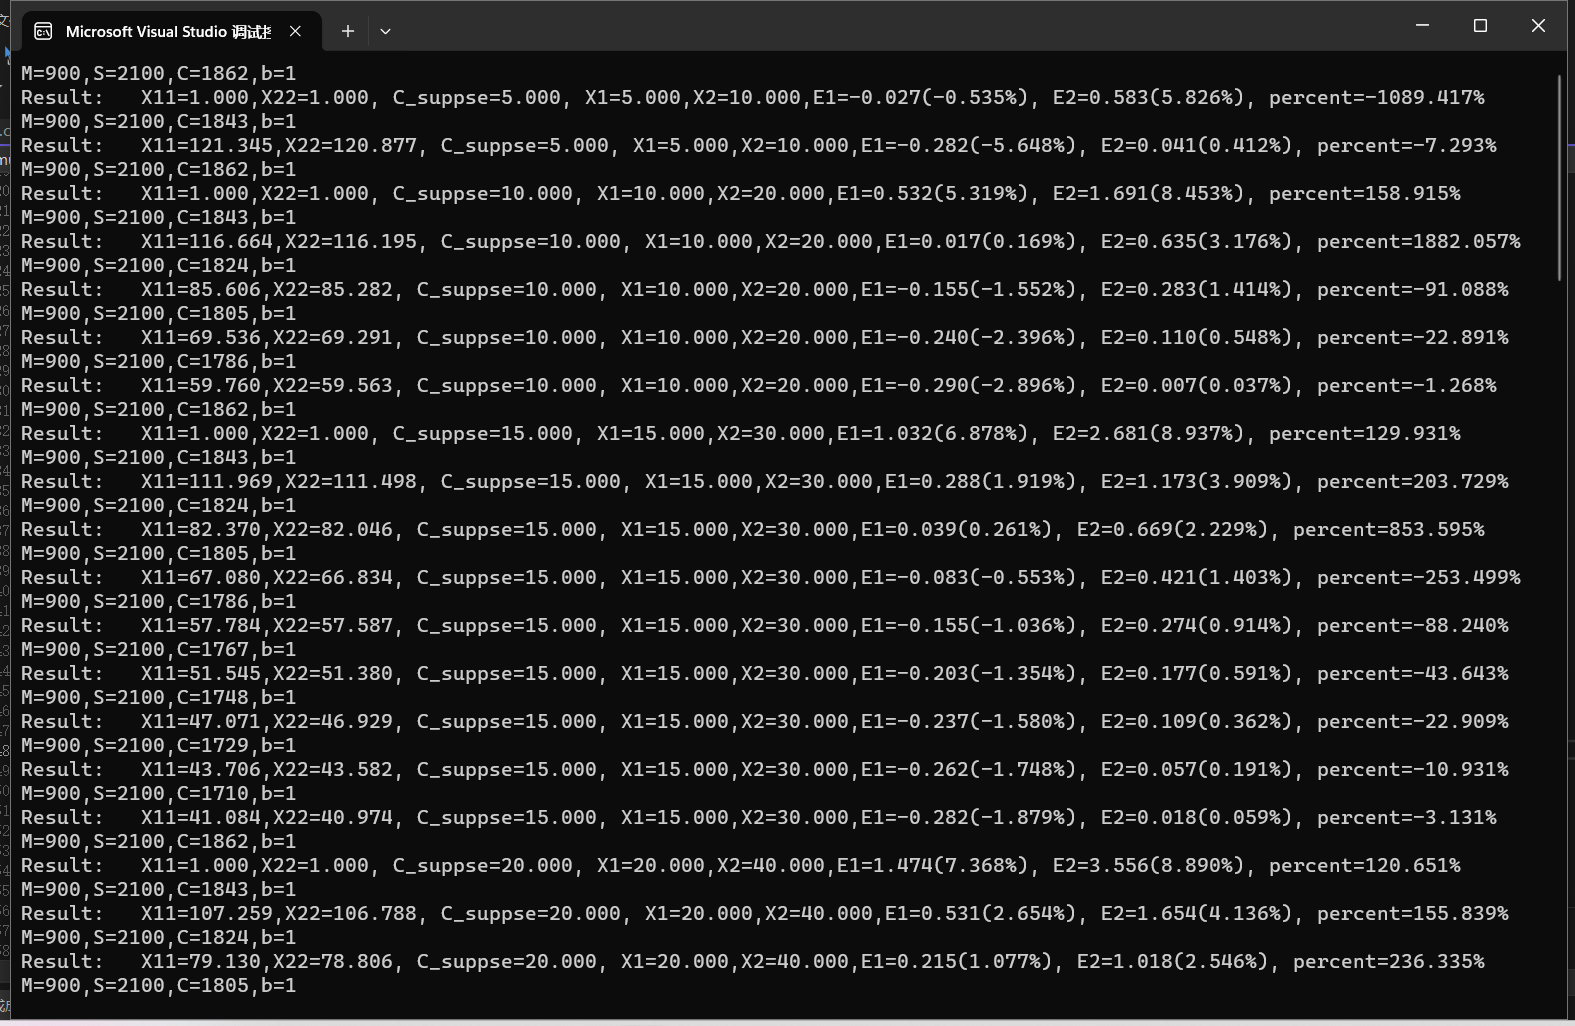 Microsoft Visual Studio 调试
M=900,S=2100,C=1862,b=1
Result:   X11=1.000,X22=1.000, C_suppse=5.000, X1=5.000,X2=10.000,E1=-0.027(-0.535%), E2=0.583(5.826%), percent=-1089.417%
M=900,S=2100,C=1843,b=1
Result:   X11=121.345,X22=120.877, C_suppse=5.000, X1=5.000,X2=10.000,E1=-0.282(-5.648%), E2=0.041(0.412%), percent=-7.293%
M=900,S=2100,C=1862,b=1
Result:   X11=1.000,X22=1.000, C_suppse=10.000, X1=10.000,X2=20.000,E1=0.532(5.319%), E2=1.691(8.453%), percent=158.915%
M=900,S=2100,C=1843,b=1
Result:   X11=116.664,X22=116.195, C_suppse=10.000, X1=10.000,X2=20.000,E1=0.017(0.169%), E2=0.635(3.176%), percent=1882.057%
M=900,S=2100,C=1824,b=1
Result:   X11=85.606,X22=85.282, C_suppse=10.000, X1=10.000,X2=20.000,E1=-0.155(-1.552%), E2=0.283(1.414%), percent=-91.088%
M=900,S=2100,C=1805,b=1
Result:   X11=69.536,X22=69.291, C_suppse=10.000, X1=10.000,X2=20.000,E1=-0.240(-2.396%), E2=0.110(0.548%), percent=-22.891%
M=900,S=2100,C=1786,b=1
Result:   X11=59.760,X22=59.563, C_suppse=10.000, X1=10.000,X2=20.000,E1=-0.290(-2.896%), E2=0.007(0.037%), percent=-1.268%
M=900,S=2100,C=1862,b=1
Result:   X11=1.000,X22=1.000, C_suppse=15.000, X1=15.000,X2=30.000,E1=1.032(6.878%), E2=2.681(8.937%), percent=129.931%
M=900,S=2100,C=1843,b=1
Result:   X11=111.969,X22=111.498, C_suppse=15.000, X1=15.000,X2=30.000,E1=0.288(1.919%), E2=1.173(3.909%), percent=203.729%
M=900,S=2100,C=1824,b=1
Result:   X11=82.370,X22=82.046, C_suppse=15.000, X1=15.000,X2=30.000,E1=0.039(0.261%), E2=0.669(2.229%), percent=853.595%
M=900,S=2100,C=1805,b=1
Result:   X11=67.080,X22=66.834, C_suppse=15.000, X1=15.000,X2=30.000,E1=-0.083(-0.553%), E2=0.421(1.403%), percent=-253.499%
M=900,S=2100,C=1786,b=1
Result:   X11=57.784,X22=57.587, C_suppse=15.000, X1=15.000,X2=30.000,E1=-0.155(-1.036%), E2=0.274(0.914%), percent=-88.240%
M=900,S=2100,C=1767,b=1
Result:   X11=51.545,X22=51.380, C_suppse=15.000, X1=15.000,X2=30.000,E1=-0.203(-1.354%), E2=0.177(0.591%), percent=-43.643%
M=900,S=2100,C=1748,b=1
Result:   X11=47.071,X22=46.929, C_suppse=15.000, X1=15.000,X2=30.000,E1=-0.237(-1.580%), E2=0.109(0.362%), percent=-22.909%
M=900,S=2100,C=1729,b=1
Result:   X11=43.706,X22=43.582, C_suppse=15.000, X1=15.000,X2=30.000,E1=-0.262(-1.748%), E2=0.057(0.191%), percent=-10.931%
M=900,S=2100,C=1710,b=1
Result:   X11=41.084,X22=40.974, C_suppse=15.000, X1=15.000,X2=30.000,E1=-0.282(-1.879%), E2=0.018(0.059%), percent=-3.131%
M=900,S=2100,C=1862,b=1
Result:   X11=1.000,X22=1.000, C_suppse=20.000, X1=20.000,X2=40.000,E1=1.474(7.368%), E2=3.556(8.890%), percent=120.651%
M=900,S=2100,C=1843,b=1
Result:   X11=107.259,X22=106.788, C_suppse=20.000, X1=20.000,X2=40.000,E1=0.531(2.654%), E2=1.654(4.136%), percent=155.839%
M=900,S=2100,C=1824,b=1
Result:   X11=79.130,X22=78.806, C_suppse=20.000, X1=20.000,X2=40.000,E1=0.215(1.077%), E2=1.018(2.546%), percent=236.335%
M=900,S=2100,C=1805,b=1